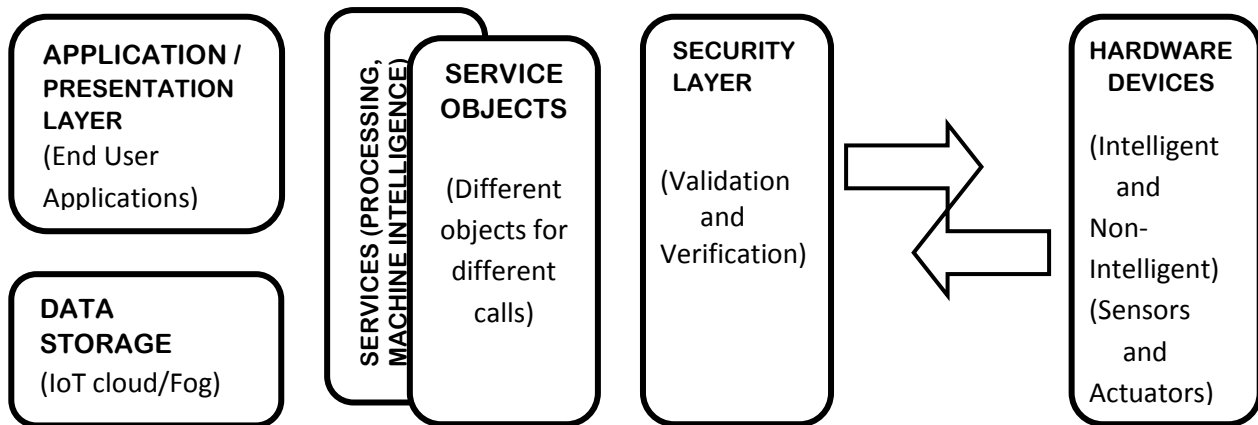 APPLICATION /
PRESENTATION
LAYER
(End User
Applications)
DATA
STORAGE
(IoT cloud/Fog)
SERVICES (PROCESSING,
MACHINE INTELLIGENCE)
SERVICE
OBJECTS
(Different
objects for
different
calls)
SECURITY
LAYER
(Validation
and
Verification)
HARDWARE
DEVICES
(Intelligent
and
Non-
Intelligent)
(Sensors
and
Actuators)